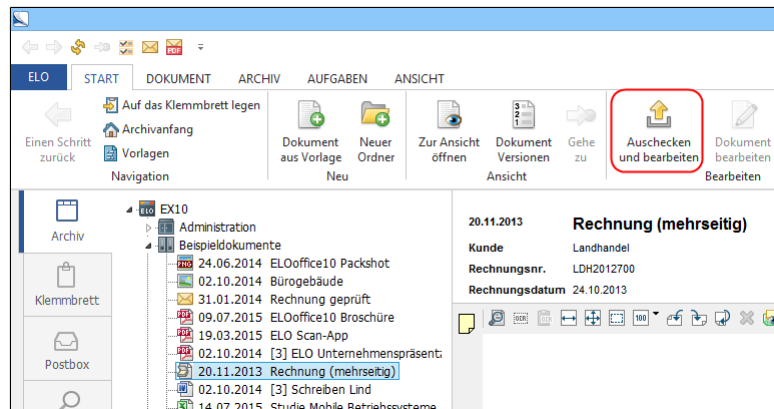 ELO START DOKUMENT ARCHIV AUFGABEN ANSICHT
Einen Schritt
zurück
Auf das Klemmbrett legen
Archivanfang
Vorlagen
Navigation
Dokument
aus Vorlage
Neuer
Ordner
Neu
Zur Ansicht
öffnen
Dokument
Versionen
Gehe
zu
Ansicht
Auschecken
und bearbeiten
Dokument
bearbeiten
Bearbeiten
Archiv
Klemmbrett
Postbox
EX10
Administration
Beispieldokumente
24.06.2014 ELOoffice10 Packshot
02.10.2014 Bürogebäude
31.01.2014 Rechnung geprüft
09.07.2015 ELOoffice10 Broschüre
19.03.2015 ELO Scan-App
02.10.2014 [3] ELO Unternehmenspräsent
20.11.2013 Rechnung (mehrseitig)
02.10.2014 [3] Schreiben Lind
14.07.2015 Studie Mobile Betriebssysteme
20.11.2013 Rechnung (mehrseitig)
Kunde Landhandel
Rechnungsnr. LDH2012700
Rechnungsdatum 24.10.2013
OCR
100